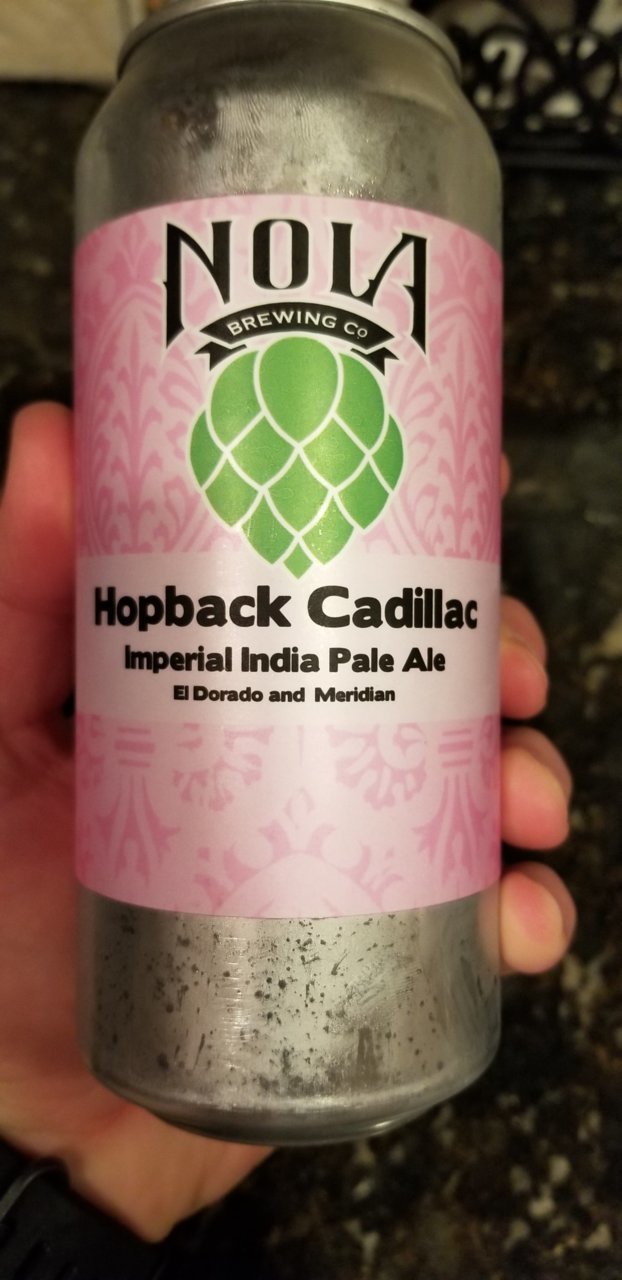 NOLA
BREWING Co
Hopback Cadillac
Imperial India Pale Ale
El Dorado and Meridian